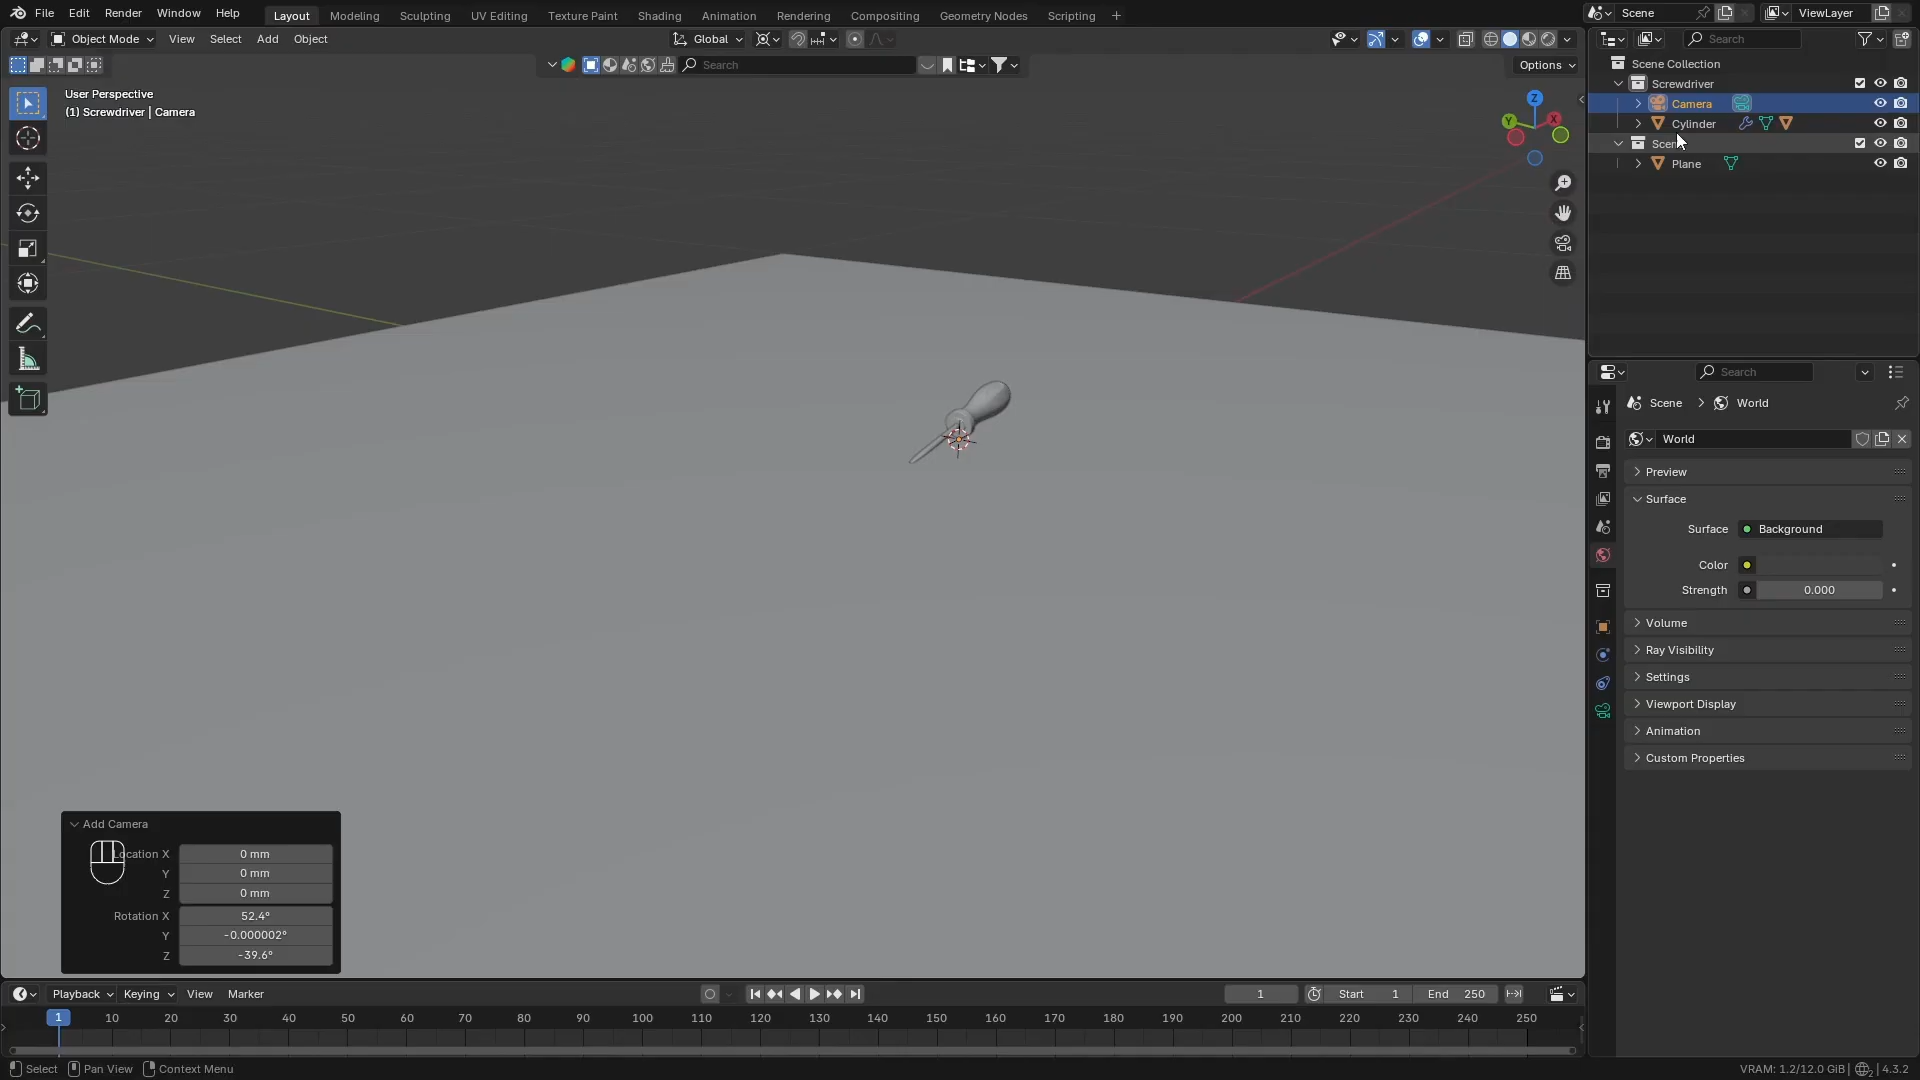 File Edit Render Window Help
Layout Modeling Sculpting UV Editing Texture Paint Shading Animation Rendering Compositing Geometry Nodes Scripting +
Scene ViewLayer
Object Mode View Select Add Object
Global
Search
Search
Options
User Perspective
(1) Screwdriver | Camera
Z
Y
X
Scene Collection
Screwdriver
Camera
Cylinder
Plane
Search
Scene > World
World
Preview
Surface
Surface Background
Color
Strength 0.000
Volume
Ray Visibility
Settings
Viewport Display
Animation
Custom Properties
Add Camera
Location X 0 mm
Y 0 mm
Z 0 mm
Rotation X 52.4°
Y -0.000002°
Z -39.6°
Playback Keying View Marker
1 Start 1 End 250
1 10 20 30 40 50 60 70 80 90 100 110 120 130 140 150 160 170 180 190 200 210 220 230 240 250
Select Pan View Context Menu
VRAM: 1.2/12.0 GiB | 2 | 4.3.2